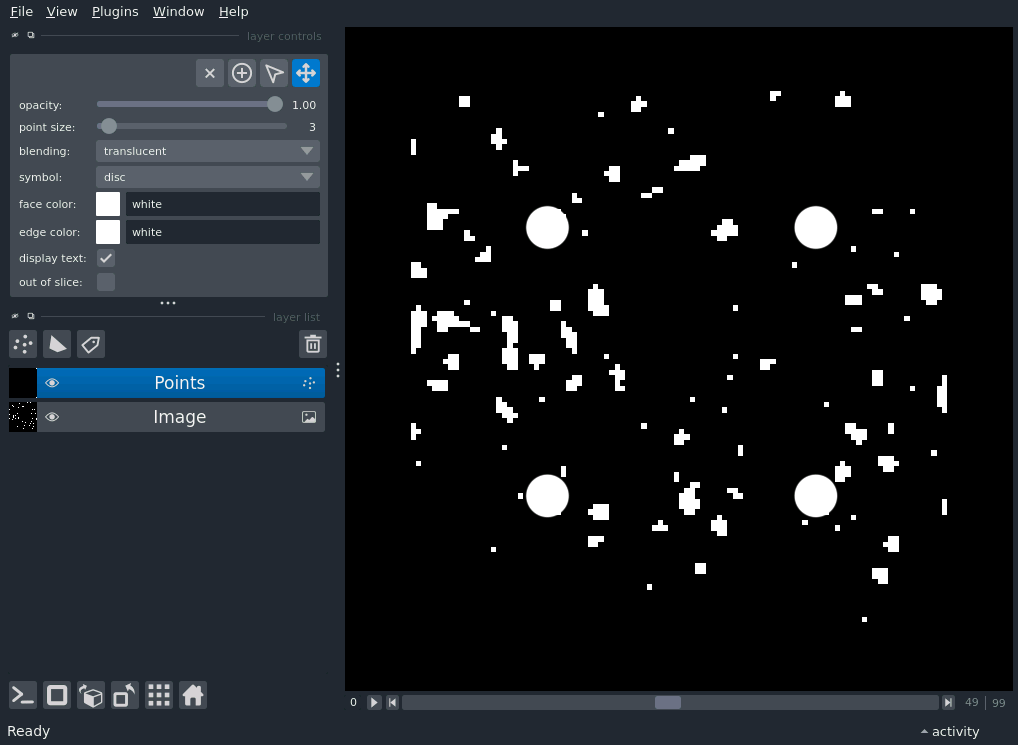 File View Plugins Window Help
layer controls
opacity: 1.00
point size: 3
blending: translucent
symbol: disc
face color: white
edge color: white
display text:
out of slice:
layer list
Points
Image
0 49 99
Ready activity